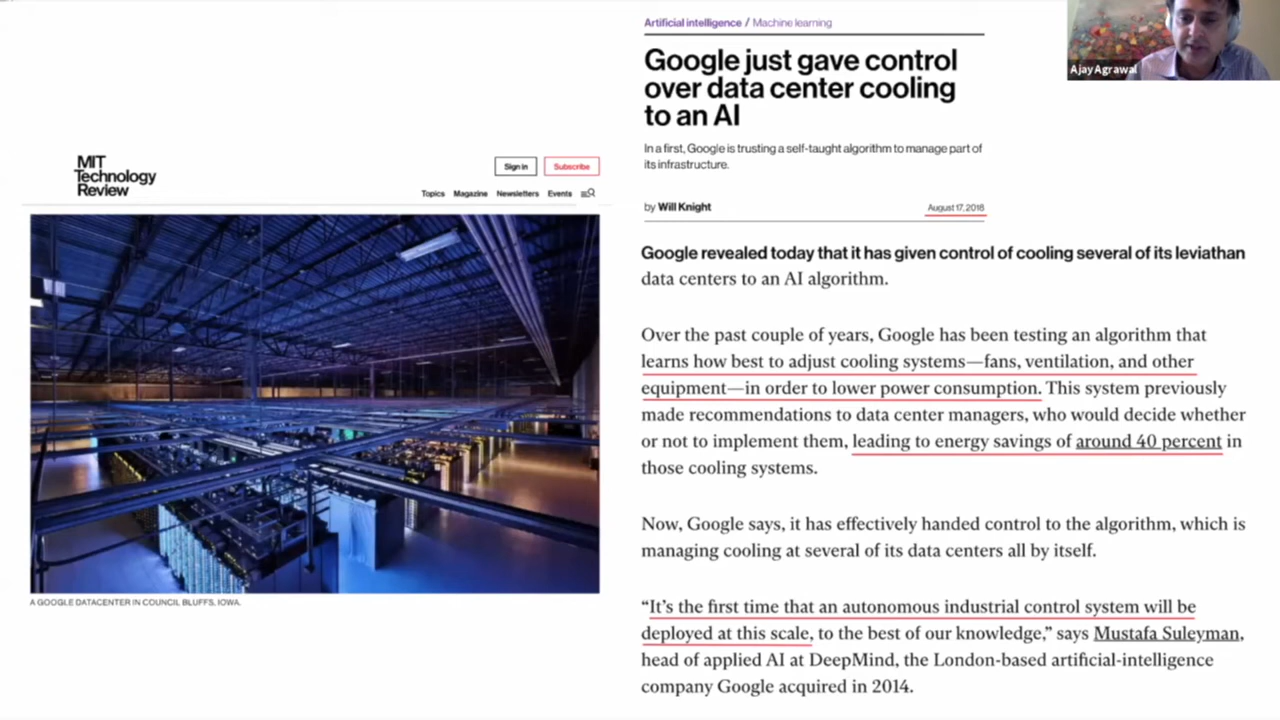 Artificial intelligence / Machine learning
Google just gave control
over data center cooling
to an AI
In a first, Google is trusting a self-taught algorithm to manage part of
its infrastructure.
by Will Knight
August 17, 2018
Ajay Agrawal
MIT
Technology
Review
Sign in
Subscribe
Topics
Magazine
Newsletters
Events
A GOOGLE DATACENTER IN COUNCIL BLUFFS, IOWA.
Google revealed today that it has given control of cooling several of its leviathan
data centers to an AI algorithm.
Over the past couple of years, Google has been testing an algorithm that
learns how best to adjust cooling systems—fans, ventilation, and other
equipment—in order to lower power consumption. This system previously
made recommendations to data center managers, who would decide whether
or not to implement them, leading to energy savings of around 40 percent in
those cooling systems.
Now, Google says, it has effectively handed control to the algorithm, which is
managing cooling at several of its data centers all by itself.
“It’s the first time that an autonomous industrial control system will be
deployed at this scale, to the best of our knowledge,” says Mustafa Suleyman,
head of applied AI at DeepMind, the London-based artificial-intelligence
company Google acquired in 2014.